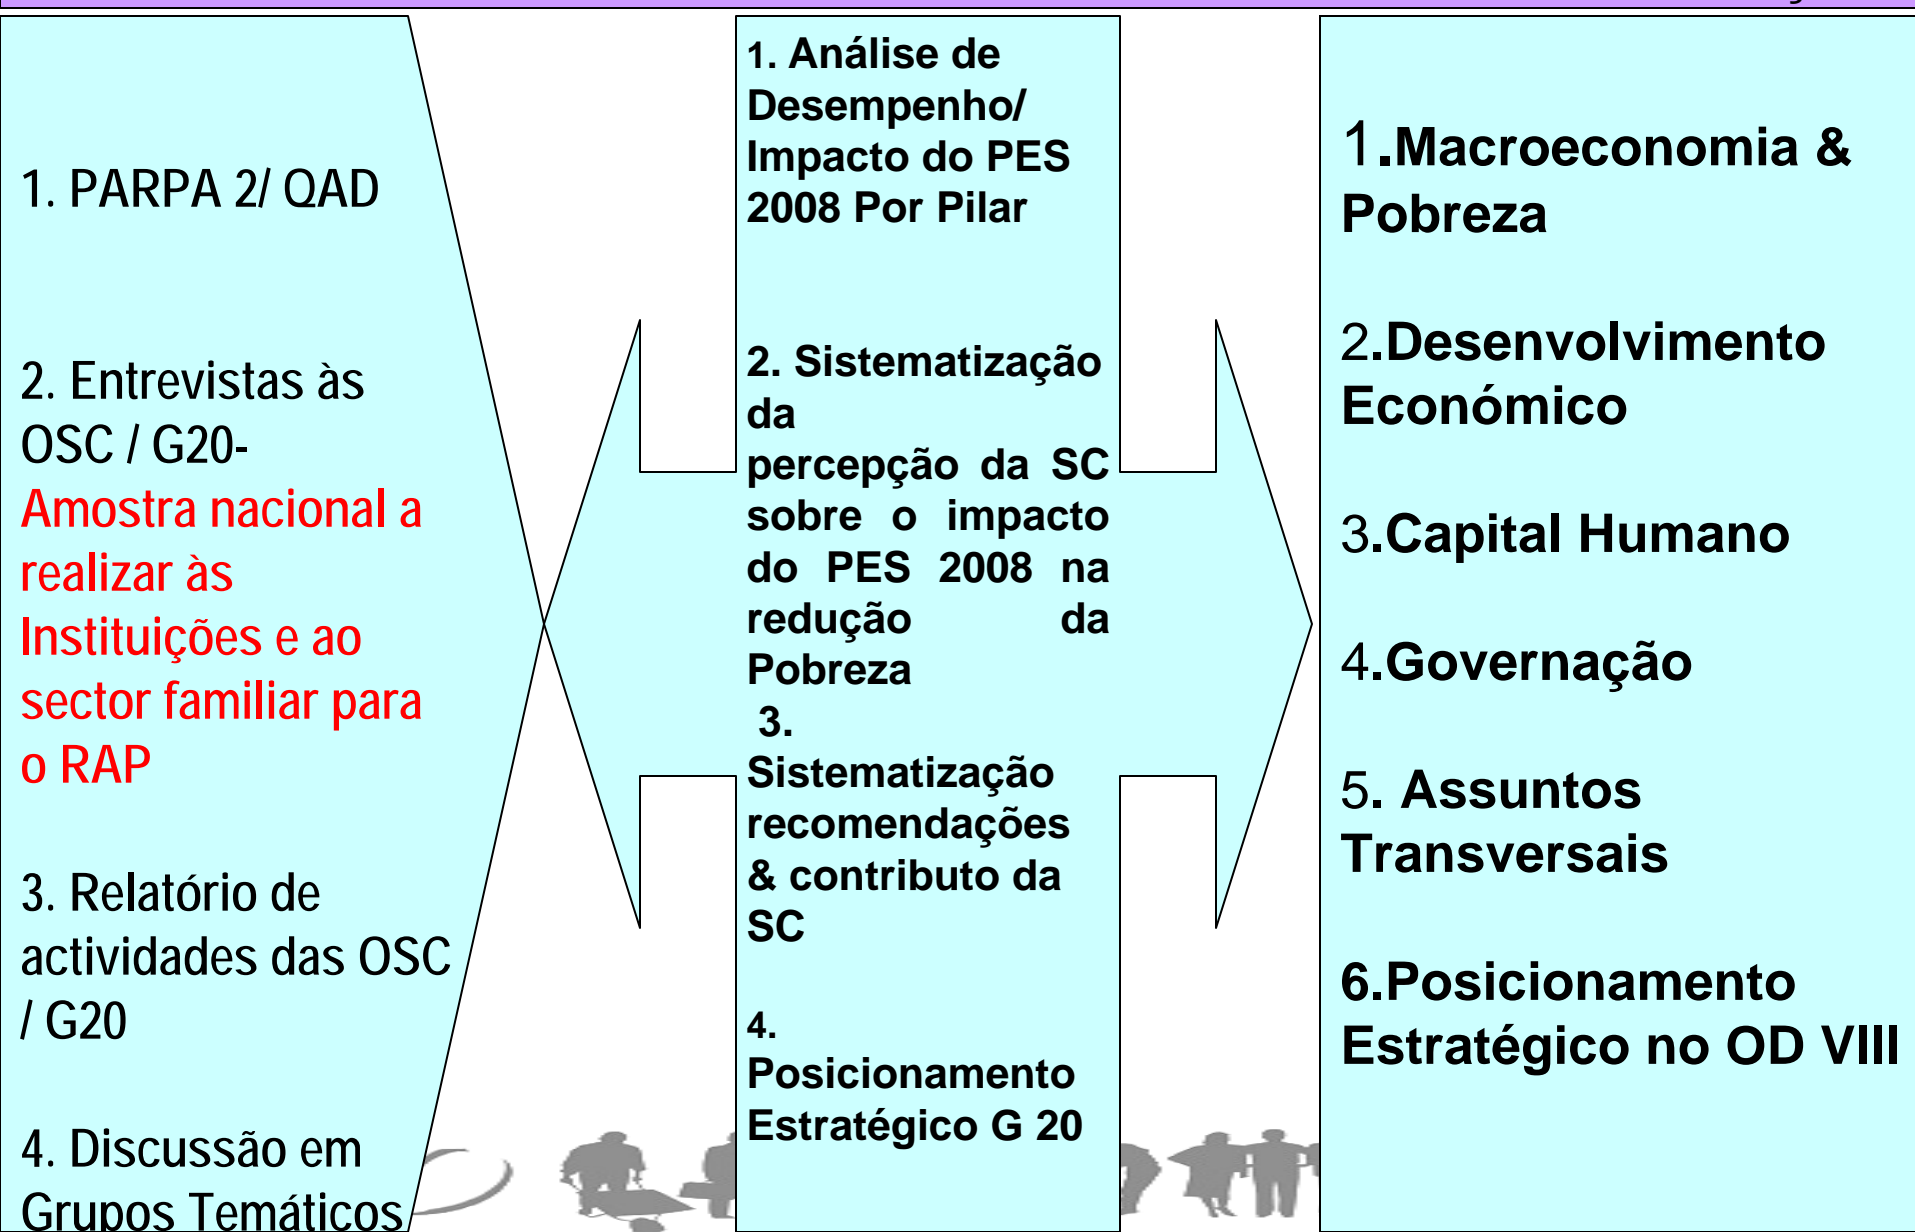 1. PARPA 2/ QAD
2. Entrevistas às
OSC / G20-
Amostra nacional a
realizar às
Instituições e ao
sector familiar para
o RAP
3. Relatório de
actividades das OSC
/ G20
4. Discussão em
Grupos Temáticos
1. Análise de
Desempenho/
Impacto do PES
2008 Por Pilar
2. Sistematização
da
percepção da SC
sobre o impacto
do PES 2008 na
redução da
Pobreza
3.
Sistematização
recomendações
& contributo da
SC
4.
Posicionamento
Estratégico G 20
1.Macroeconomia &
Pobreza
2.Desenvolvimento
Económico
3.Capital Humano
4.Governação
5. Assuntos
Transversais
6.Posicionamento
Estratégico no OD VIII